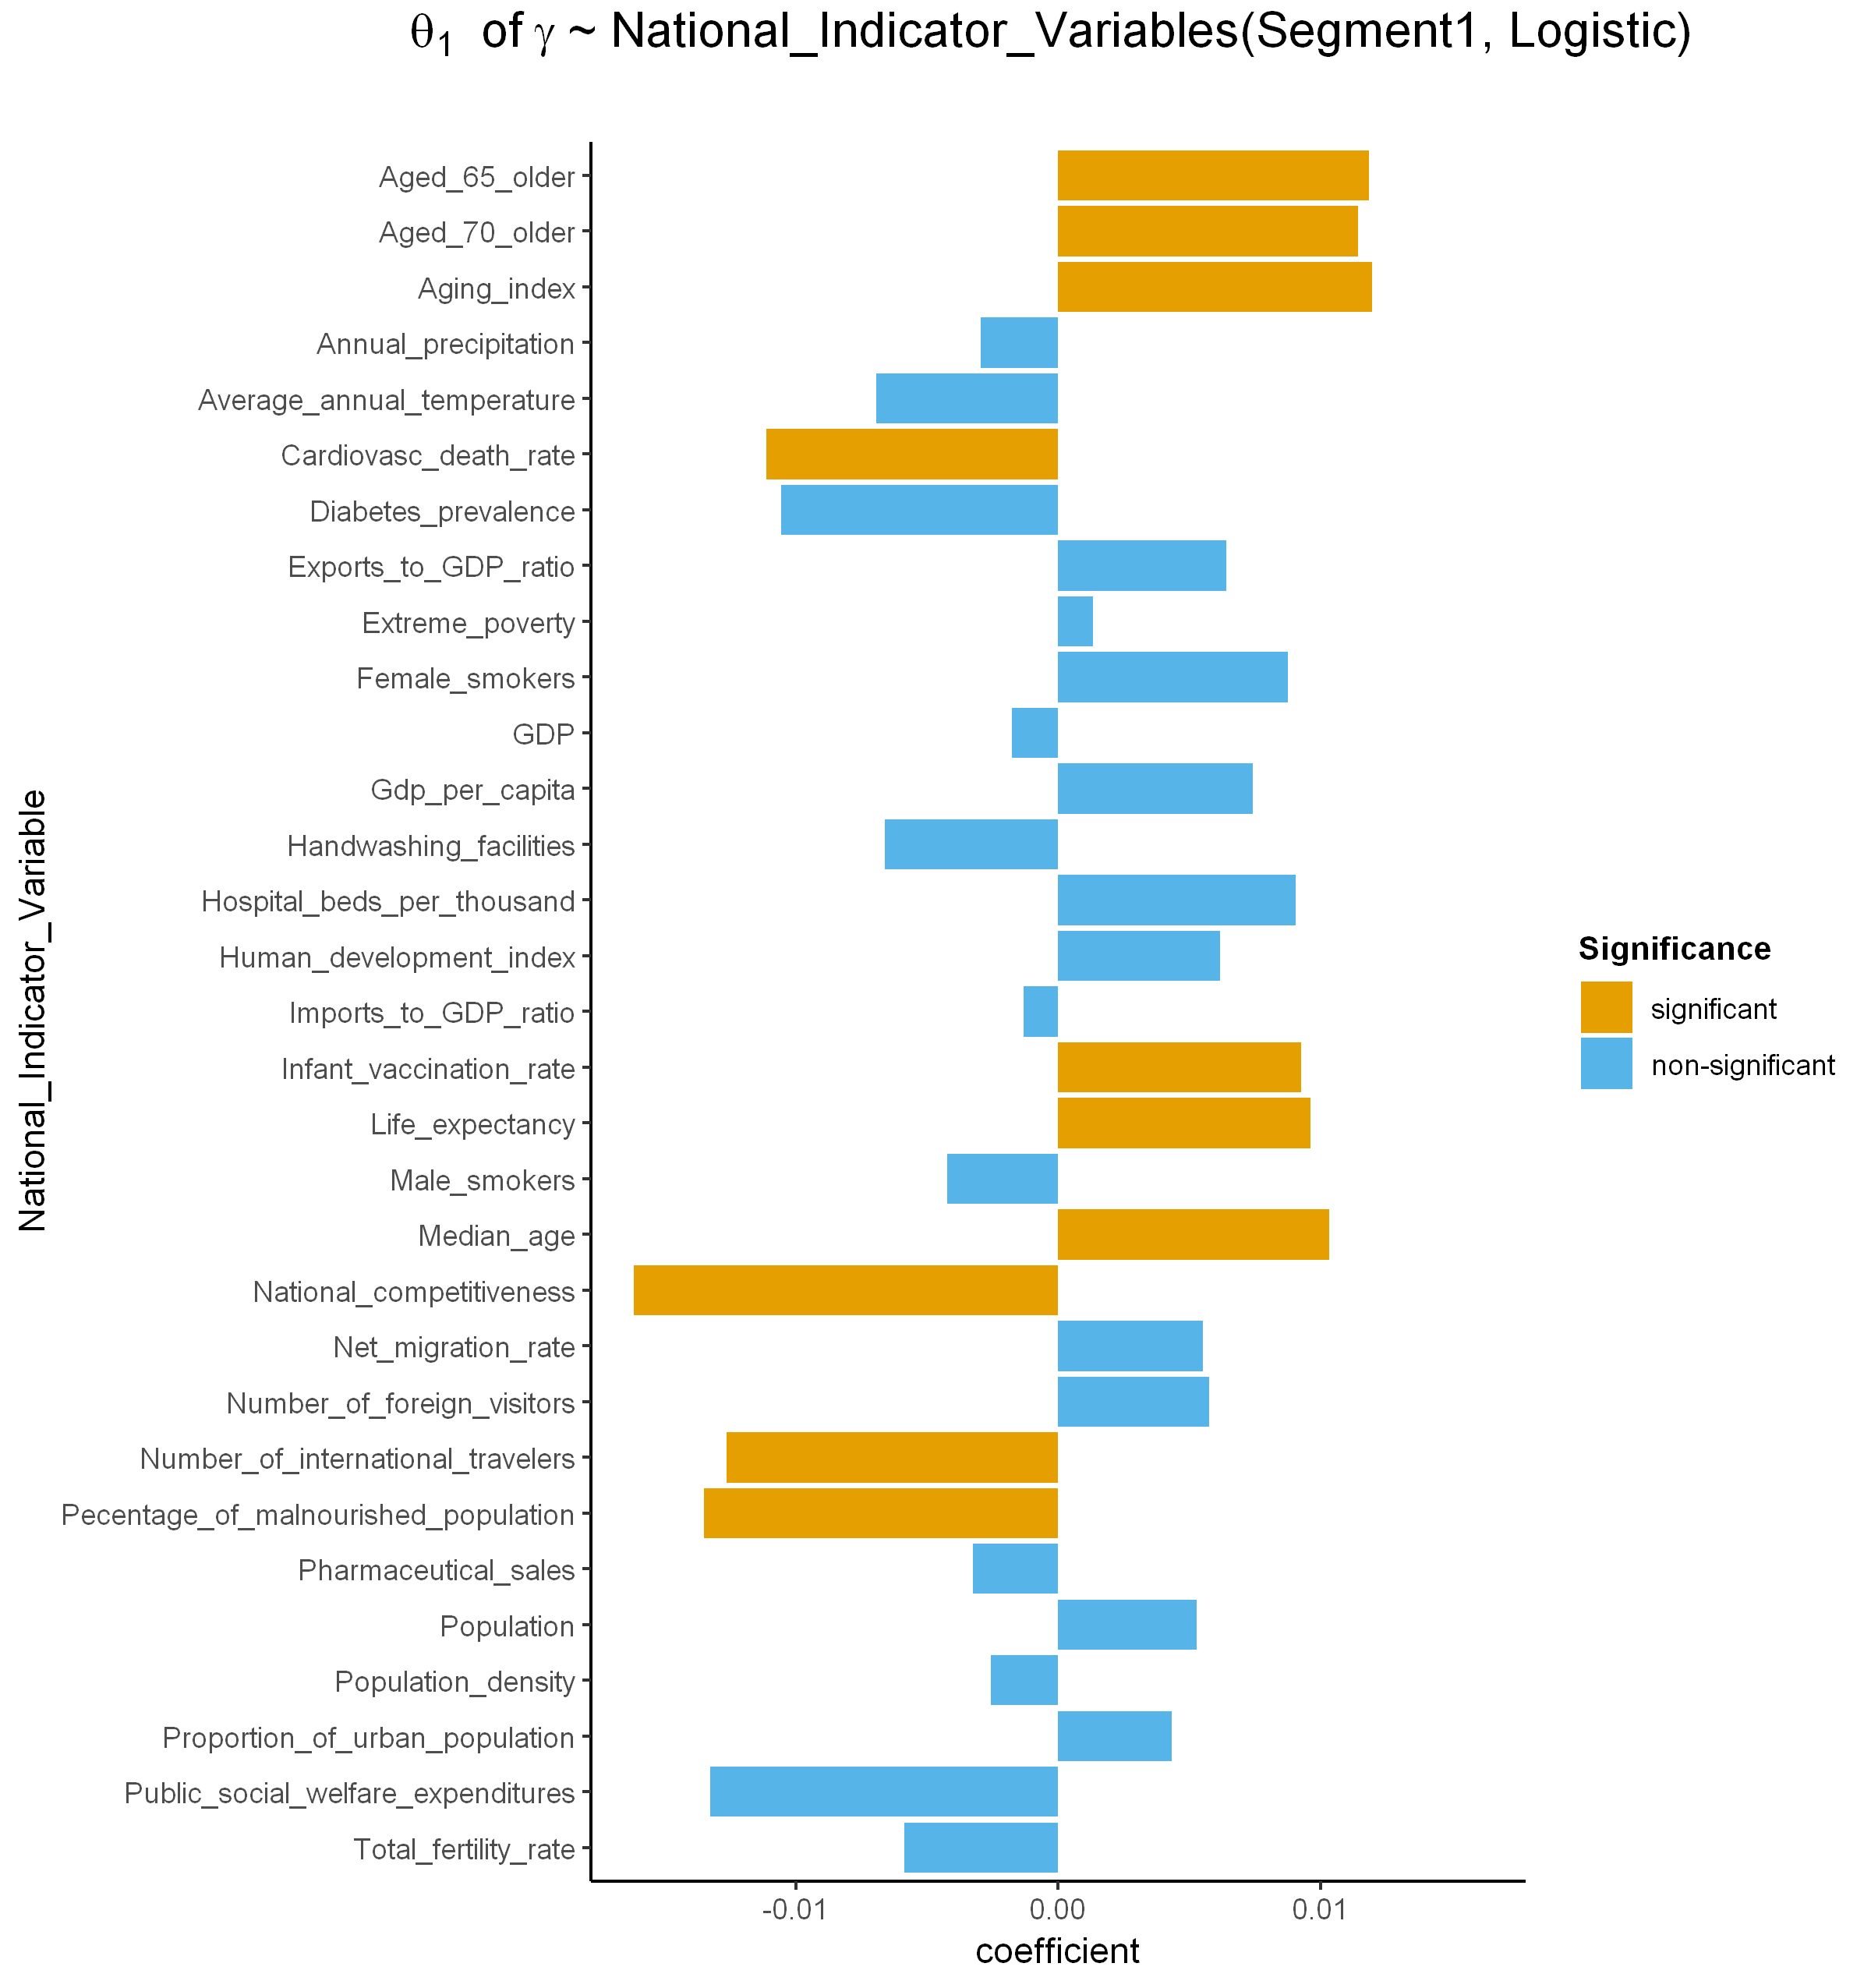 θ1 of γ ~ National_Indicator_Variables(Segment1, Logistic)
National_Indicator_Variable
Aged_65_older
Aged_70_older
Aging_index
Annual_precipitation
Average_annual_temperature
Cardiovasc_death_rate
Diabetes_prevalence
Exports_to_GDP_ratio
Extreme_poverty
Female_smokers
GDP
Gdp_per_capita
Handwashing_facilities
Hospital_beds_per_thousand
Human_development_index
Imports_to_GDP_ratio
Infant_vaccination_rate
Life_expectancy
Male_smokers
Median_age
National_competitiveness
Net_migration_rate
Number_of_foreign_visitors
Number_of_international_travelers
Pecentage_of_malnourished_population
Pharmaceutical_sales
Population
Population_density
Proportion_of_urban_population
Public_social_welfare_expenditures
Total_fertility_rate
-0.01 0.00 0.01
coefficient
Significance
significant
non-significant